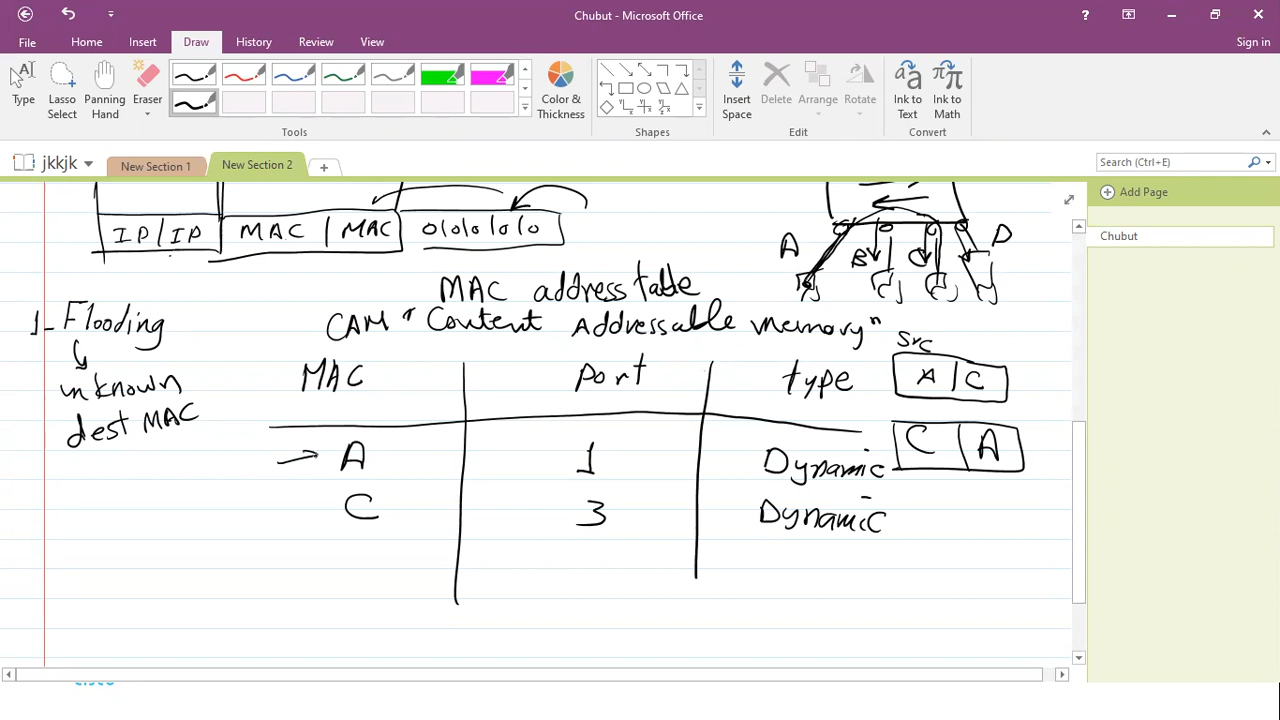 Chubut - Microsoft Office
?
File Home Insert Draw History Review View Sign in
Type
Lasso Select
Panning Hand
Eraser
Color & Thickness
Insert Space
Delete
Arrange
Rotate
Ink to Text
Ink to Math
Tools
Shapes
Edit
Convert
jkkjk
New Section 1
New Section 2
Search (Ctrl+E)
Add Page
Chubut
IP | IP MAC | MAC 01010101010
A B C D
MAC address table
1- Flooding
CAM "Content Addressable memory"
unknown
dest MAC
MAC Port type
Src
A | C
C | A
A 1 Dynamic
C 3 Dynamic
cisco